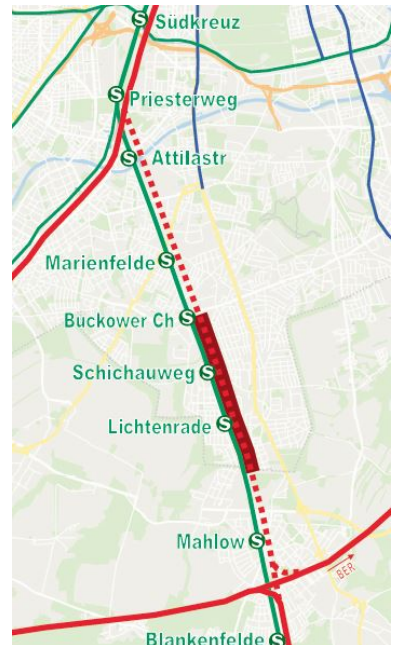 S Südkreuz
S Priesterweg
S Attilastr
Marienfelde S
Buckower Ch S
Schichauweg S
Lichtenrade S
Mahlow S
BER
Blankenfelde S